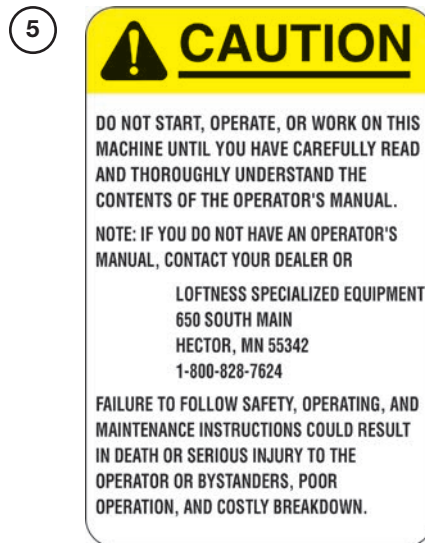 5
CAUTION
DO NOT START, OPERATE, OR WORK ON THIS
MACHINE UNTIL YOU HAVE CAREFULLY READ
AND THOROUGHLY UNDERSTAND THE
CONTENTS OF THE OPERATOR'S MANUAL.
NOTE: IF YOU DO NOT HAVE AN OPERATOR'S
MANUAL, CONTACT YOUR DEALER OR
LOFTNESS SPECIALIZED EQUIPMENT
650 SOUTH MAIN
HECTOR, MN 55342
1-800-828-7624
FAILURE TO FOLLOW SAFETY, OPERATING, AND
MAINTENANCE INSTRUCTIONS COULD RESULT
IN DEATH OR SERIOUS INJURY TO THE
OPERATOR OR BYSTANDERS, POOR
OPERATION, AND COSTLY BREAKDOWN.